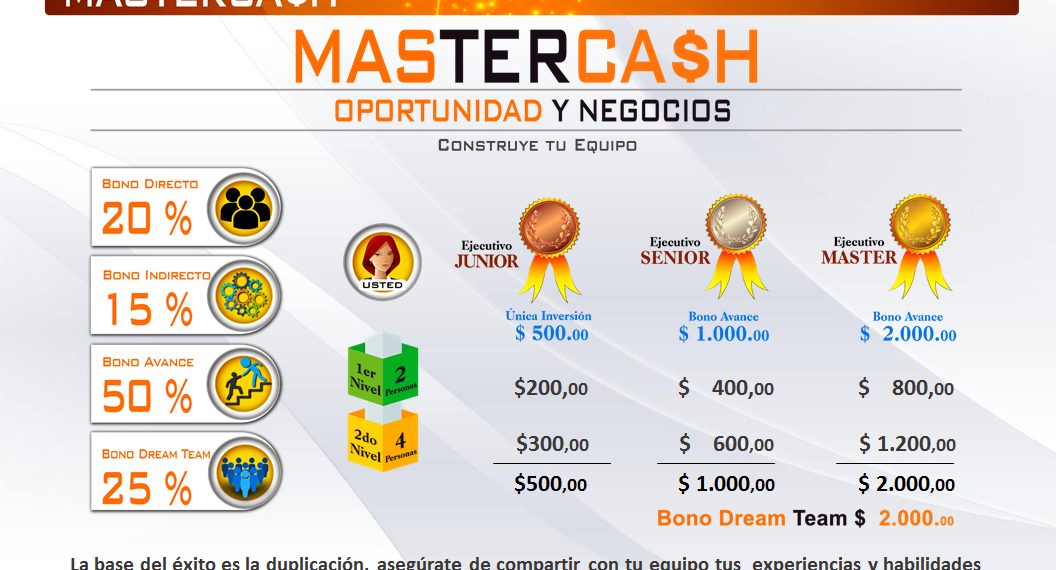 MASTERCA$H
MASTERCA$H
OPORTUNIDAD Y NEGOCIOS
CONSTRUYE TU EQUIPO
BONO DIRECTO
20 %
BONO INDIRECTO
15 %
BONO AVANCE
50 %
BONO DREAM TEAM
25 %
USTED
Ejecutivo
JUNIOR
Ejecutivo
SENIOR
Ejecutivo
MASTER
Única Inversión
$ 500.00
Bono Avance
$ 1.000.00
Bono Avance
$ 2.000.00
1er
Nivel
2
Personas
$200,00
$ 400,00
$ 800,00
2do
Nivel
4
Personas
$300,00
$ 600,00
$ 1.200,00
$500,00
$ 1.000,00
$ 2.000,00
Bono Dream Team $ 2.000.00
La base del éxito es la duplicación, asegúrate de compartir con tu equipo tus experiencias y habilidades